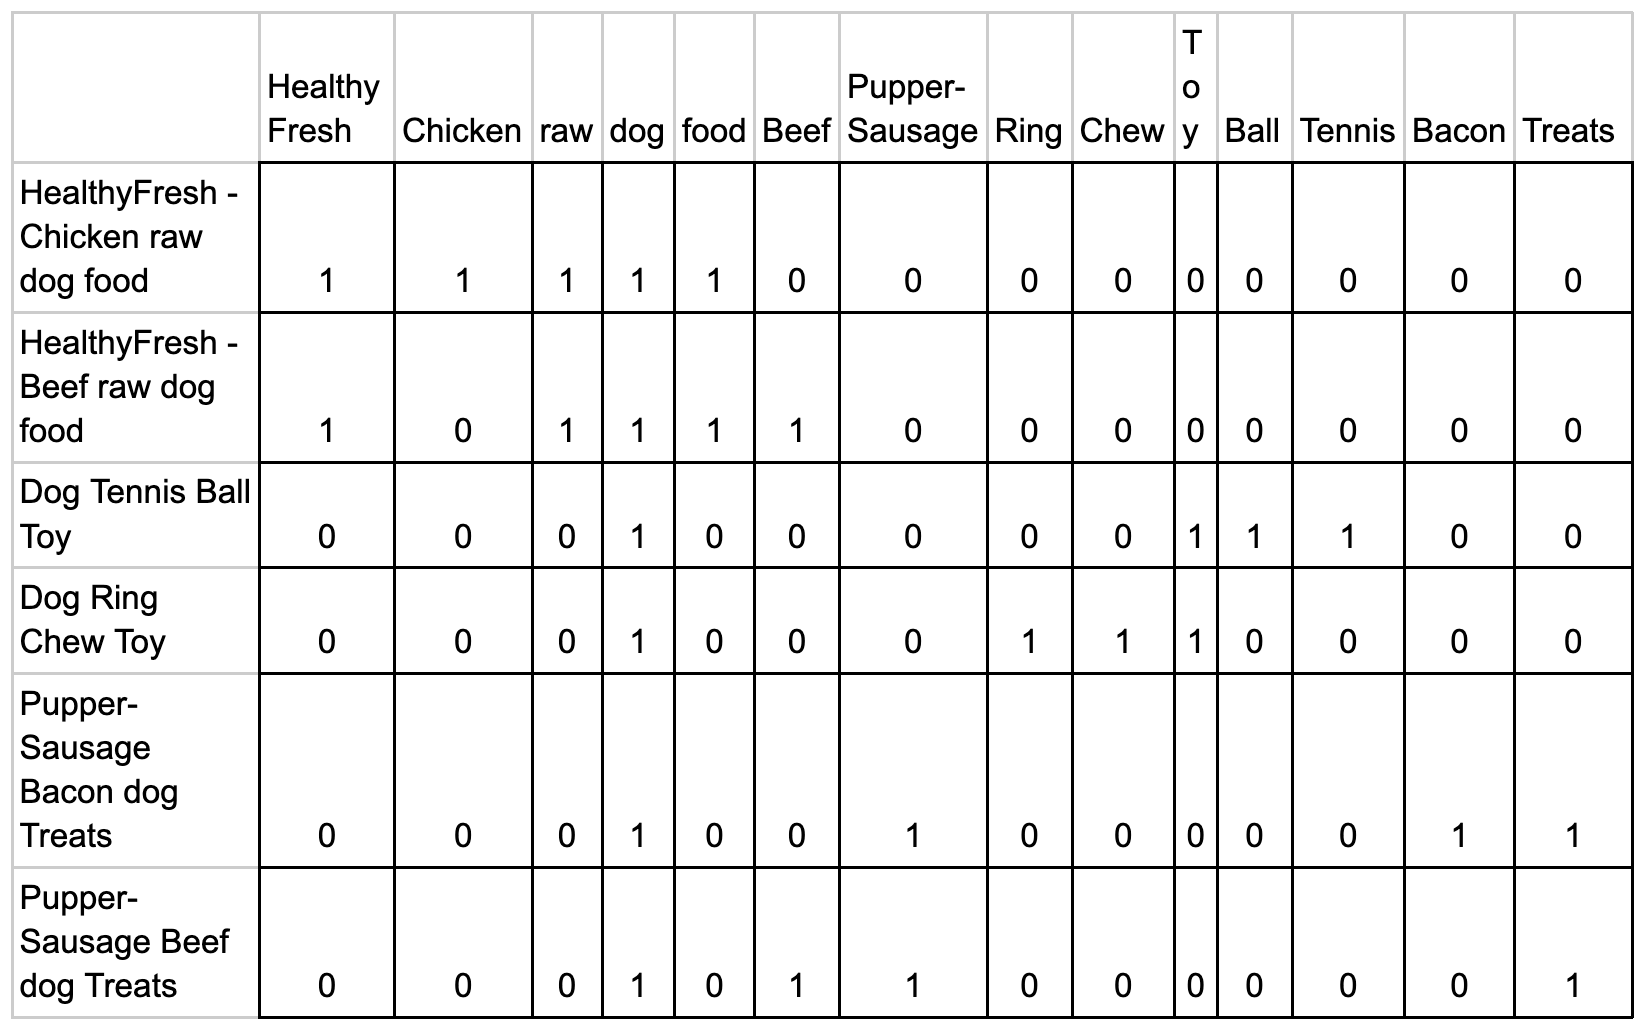 Healthy Fresh Chicken raw dog food Beef Pupper-Sausage Ring Chew Toy Ball Tennis Bacon Treats
HealthyFresh -
Chicken raw
dog food 1 1 1 1 1 0 0 0 0 0 0 0 0 0
HealthyFresh -
Beef raw dog
food 1 0 1 1 1 1 0 0 0 0 0 0 0 0
Dog Tennis Ball
Toy 0 0 0 1 0 0 0 0 0 1 1 1 0 0
Dog Ring
Chew Toy 0 0 0 1 0 0 0 1 1 1 0 0 0 0
Pupper-
Sausage
Bacon dog
Treats 0 0 0 1 0 0 1 0 0 0 0 0 1 1
Pupper-
Sausage Beef
dog Treats 0 0 0 1 0 1 1 0 0 0 0 0 0 1